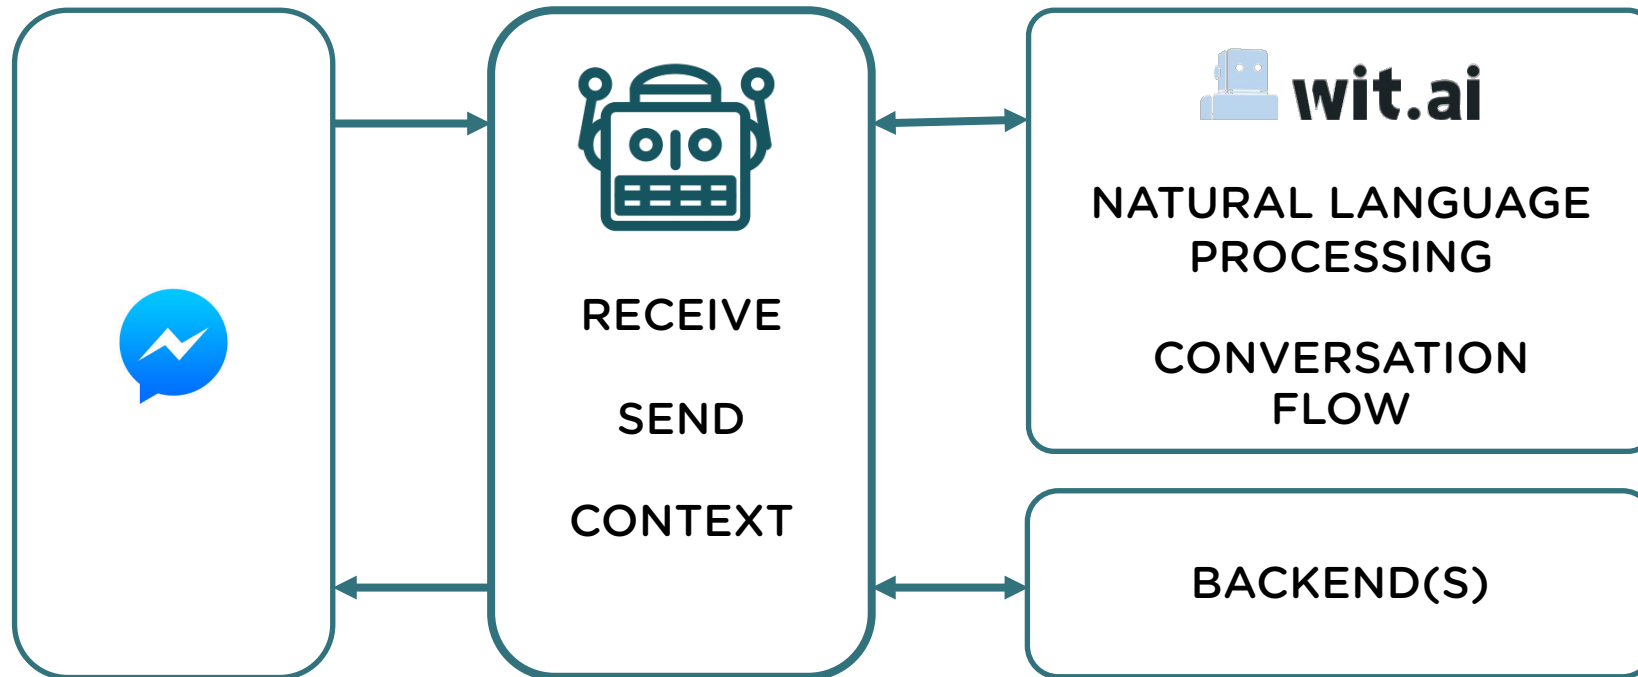 RECEIVE
SEND
CONTEXT
wit.ai
NATURAL LANGUAGE
PROCESSING
CONVERSATION
FLOW
BACKEND(S)